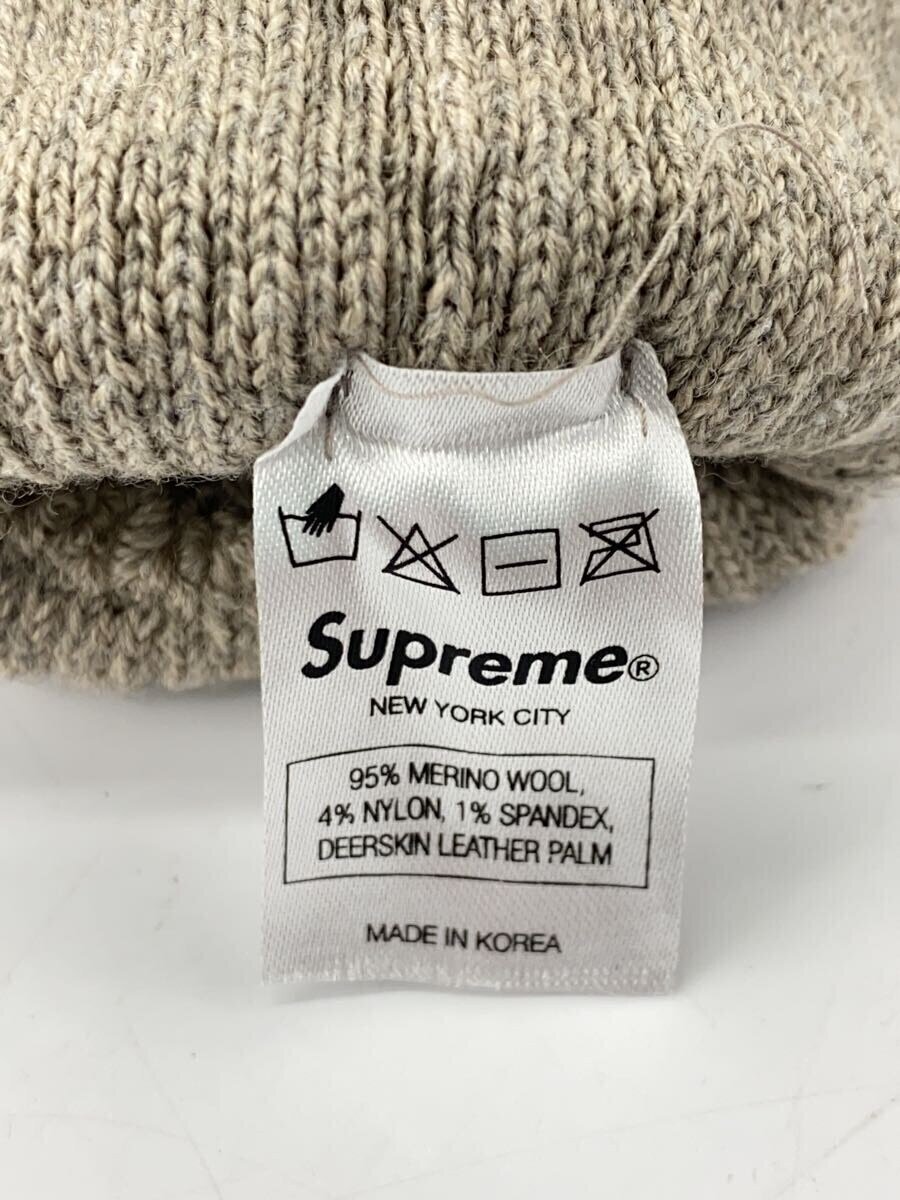 Supreme®
NEW YORK CITY
95% MERINO WOOL,
4% NYLON, 1% SPANDEX,
DEERSKIN LEATHER PALM
MADE IN KOREA